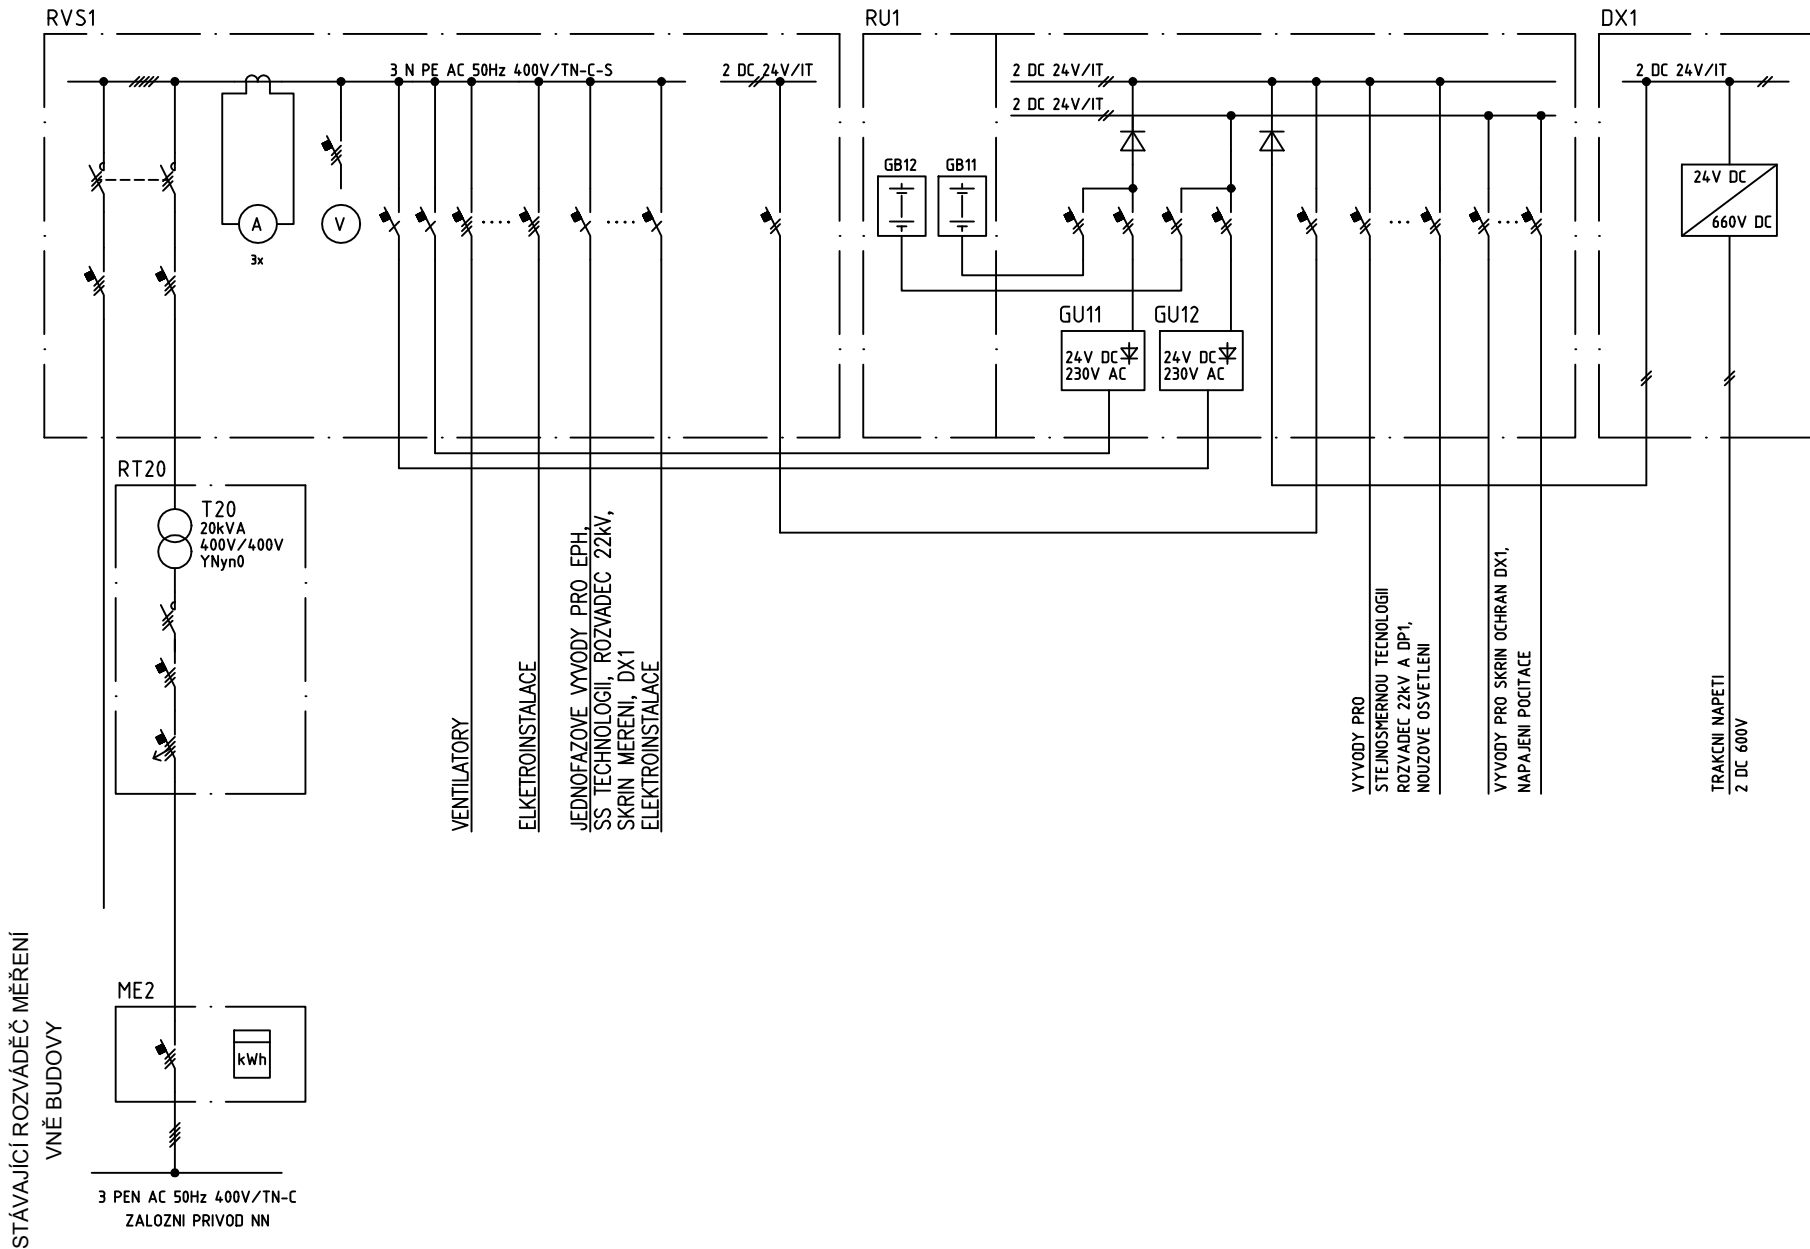 RVS1
RU1
DX1
3 N PE AC 50Hz 400V/TN-C-S
2 DC 24V/IT
2 DC 24V/IT
2 DC 24V/IT
2 DC 24V/IT
GB12
GB11
24V DC
660V DC
A
V
3x
GU11
GU12
24V DC
230V AC
24V DC
230V AC
RT20
T20
20kVA
400V/400V
YNyn0
VENTILATORY
ELKETROINSTALACE
JEDNOFAZOVE VYVODY PRO EPH,
SS TECHNOLOGII, ROZVADEC 22kV,
SKRIN MERENI, DX1
ELEKTROINSTALACE
VYVODY PRO
STEJNOSMERNOU TECNOLOGII
ROZVADEC 22kV A DP1,
NOUZOVE OSVETLENI
VYVODY PRO SKRIN OCHRAN DX1,
NAPAJENI POCITACE
TRAKCNI NAPETI
2 DC 600V
STÁVAJÍCÍ ROZVÁDĚČ MĚŘENÍ
VNĚ BUDOVY
ME2
kWh
3 PEN AC 50Hz 400V/TN-C
ZALOZNI PRIVOD NN